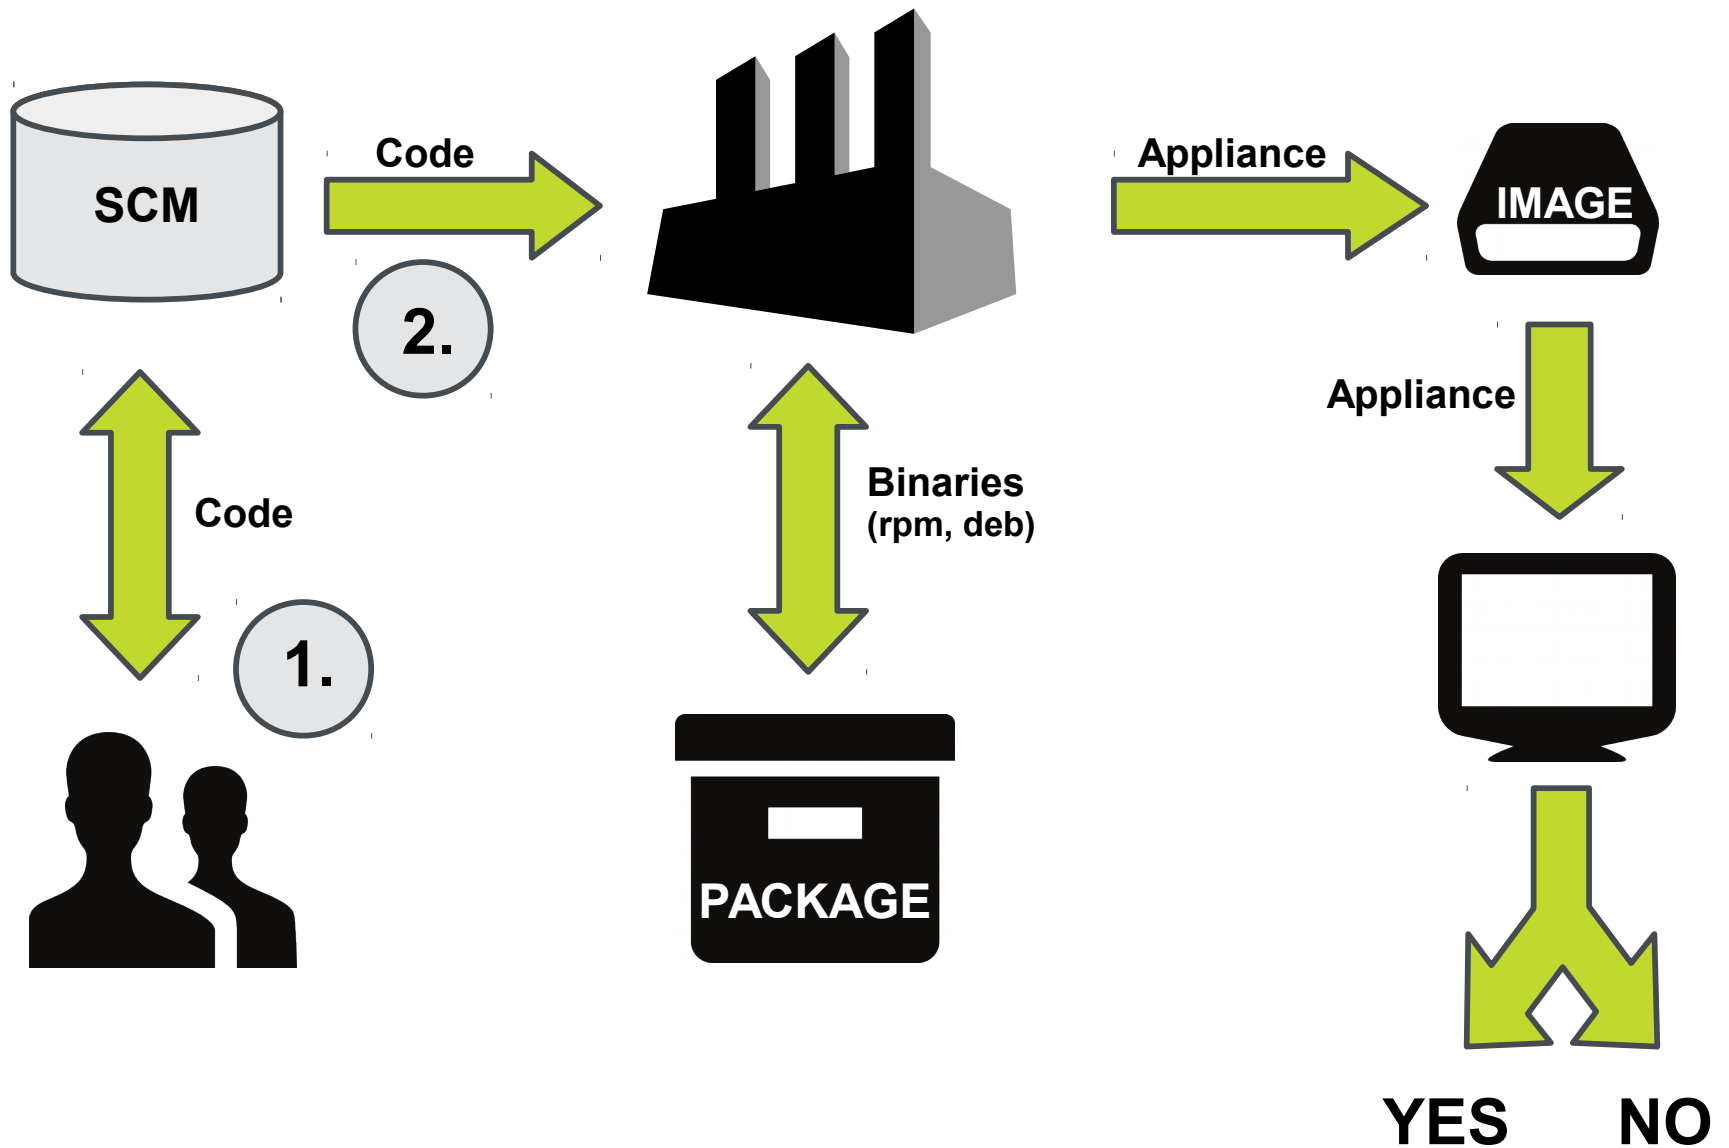 Code
Appliance
SCM
IMAGE
2.
Appliance
Binaries
(rpm, deb)
Code
1.
PACKAGE
YES NO